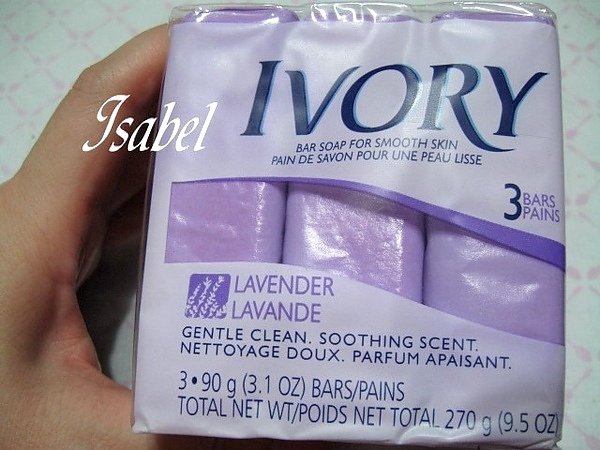 Isabel
IVORY
BAR SOAP FOR SMOOTH SKIN
PAIN DE SAVON POUR UNE PEAU LISSE
3 BARS
PAINS
LAVENDER
LAVANDE
GENTLE CLEAN. SOOTHING SCENT.
NETTOYAGE DOUX. PARFUM APAISANT.
3 • 90 g (3.1 OZ) BARS/PAINS
TOTAL NET WT/POIDS NET TOTAL 270 g (9.5 OZ)